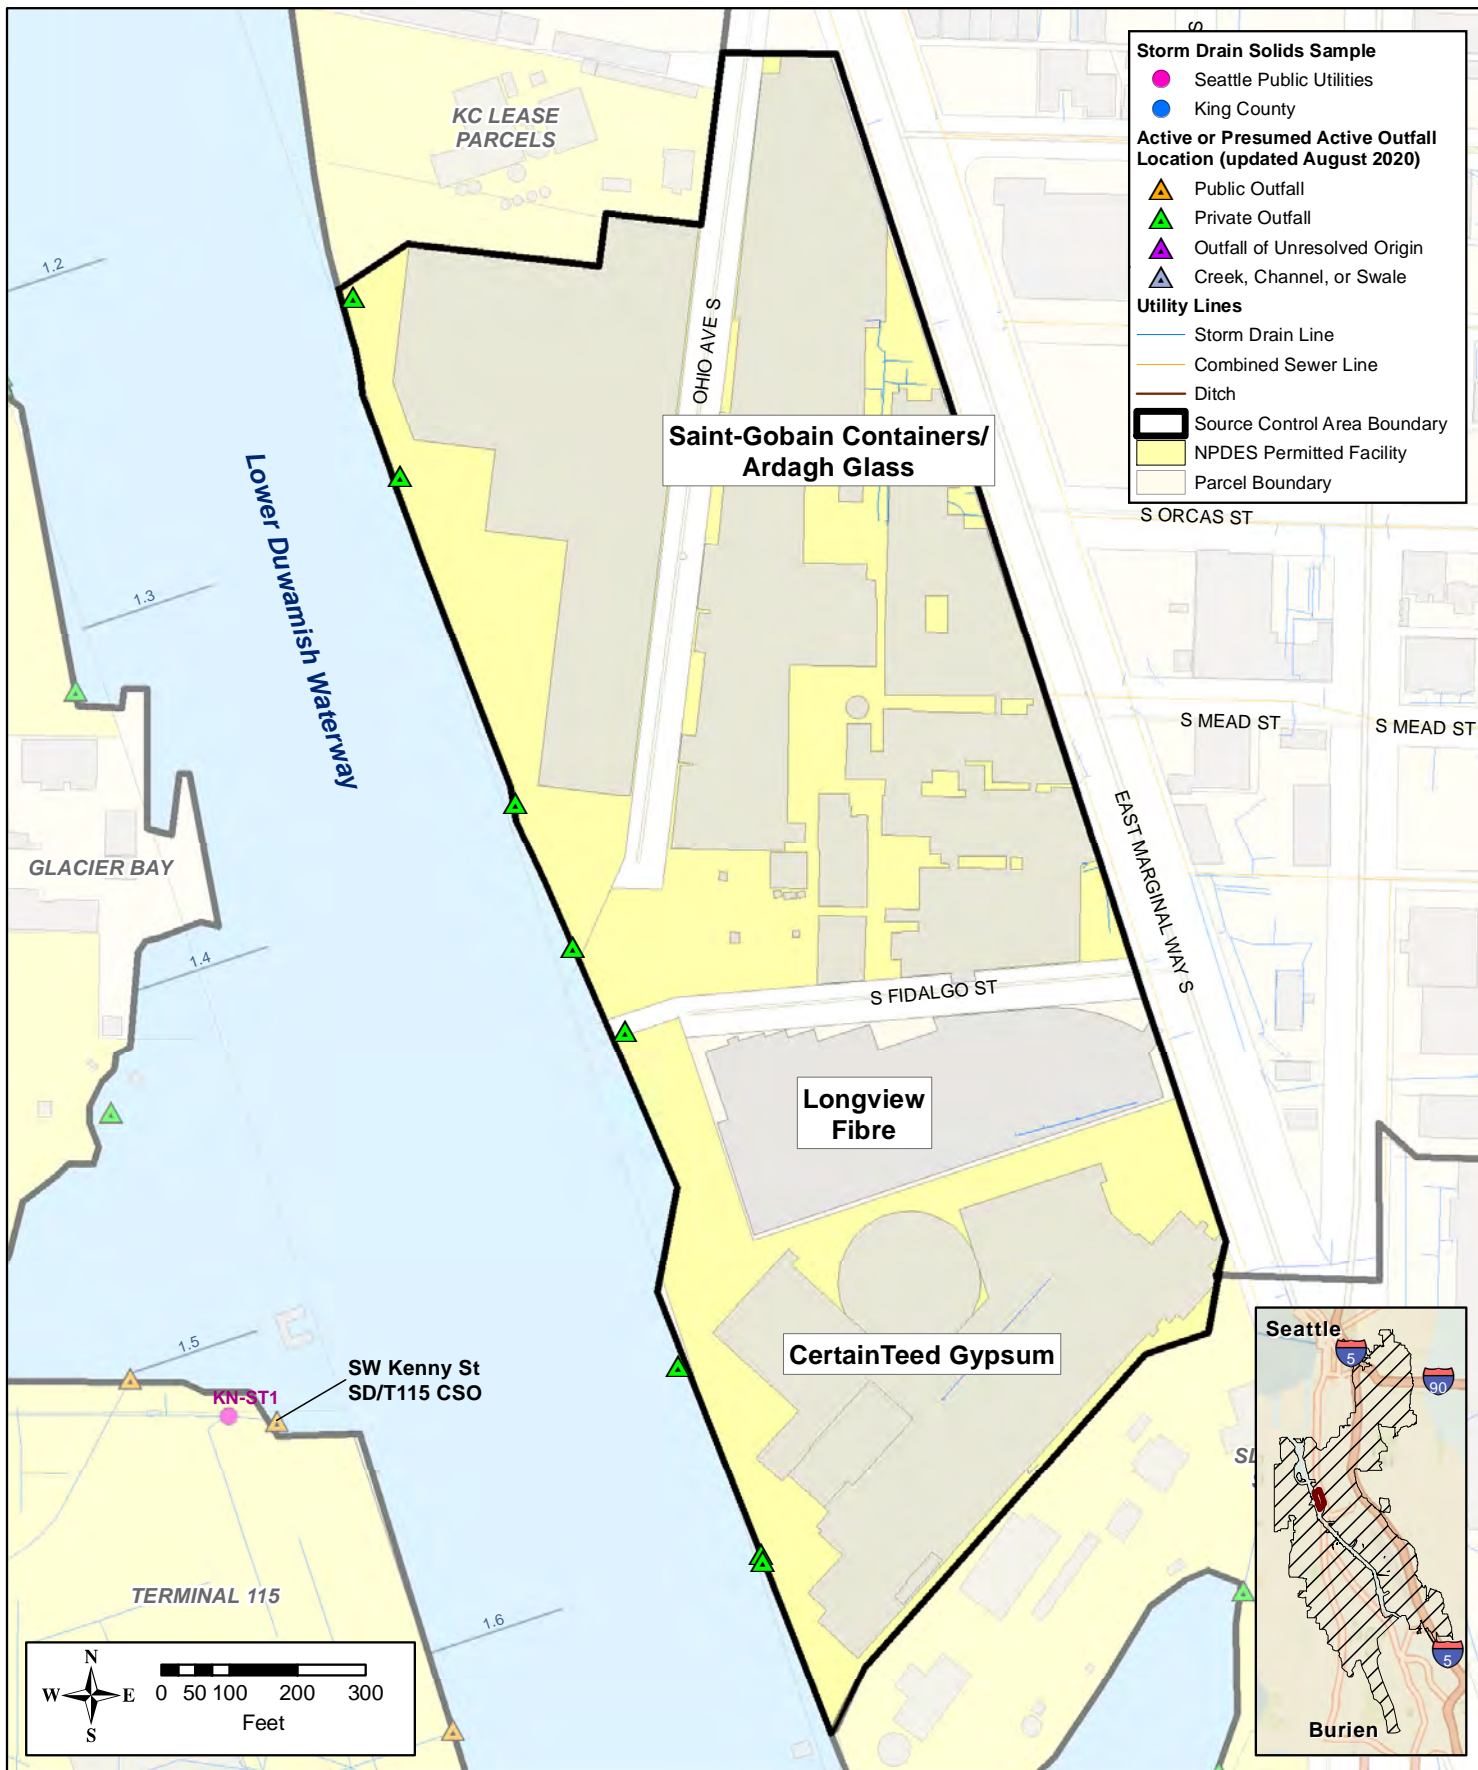 Storm Drain Solids Sample
Seattle Public Utilities
King County
Active or Presumed Active Outfall
Location (updated August 2020)
Public Outfall
Private Outfall
Outfall of Unresolved Origin
Creek, Channel, or Swale
Utility Lines
Storm Drain Line
Combined Sewer Line
Ditch
Source Control Area Boundary
NPDES Permitted Facility
Parcel Boundary
S
KC LEASE
PARCELS
1.2
OHIO AVE S
Saint-Gobain Containers/
Ardagh Glass
Lower Duwamish Waterway
S ORCAS ST
1.3
S MEAD ST
S MEAD ST
EAST MARGINAL WAY S
GLACIER BAY
1.4
S FIDALGO ST
Longview
Fibre
1.5
SW Kenny St
SD/T115 CSO
KN-ST1
CertainTeed Gypsum
TERMINAL 115
1.6
N
W E
S
0 50 100 200 300
Feet
Seattle
5
90
5
Burien